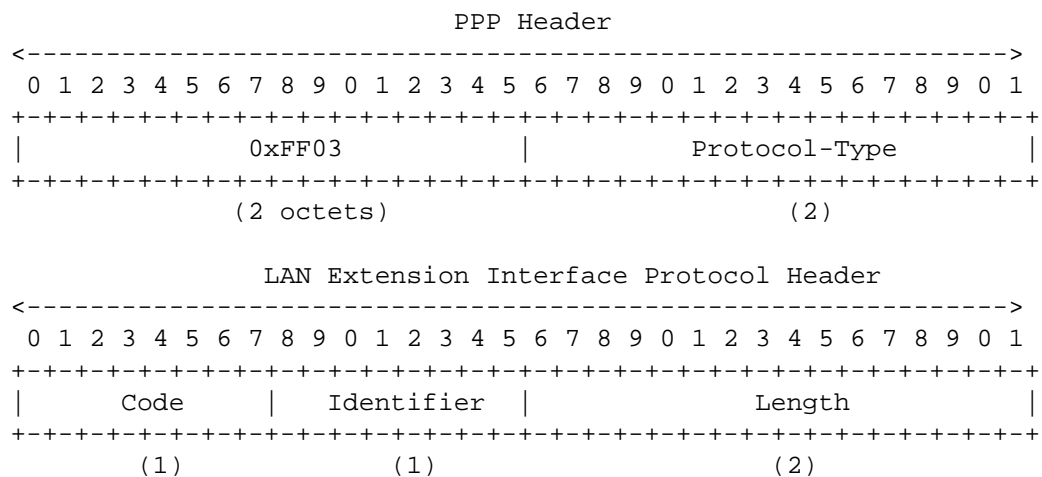 PPP Header
<--------------------------------------------------------------->
0 1 2 3 4 5 6 7 8 9 0 1 2 3 4 5 6 7 8 9 0 1 2 3 4 5 6 7 8 9 0 1
+-+-+-+-+-+-+-+-+-+-+-+-+-+-+-+-+-+-+-+-+-+-+-+-+-+-+-+-+-+-+-+-+
| 0xFF03 | Protocol-Type |
+-+-+-+-+-+-+-+-+-+-+-+-+-+-+-+-+-+-+-+-+-+-+-+-+-+-+-+-+-+-+-+-+
(2 octets) (2)
LAN Extension Interface Protocol Header
<--------------------------------------------------------------->
0 1 2 3 4 5 6 7 8 9 0 1 2 3 4 5 6 7 8 9 0 1 2 3 4 5 6 7 8 9 0 1
+-+-+-+-+-+-+-+-+-+-+-+-+-+-+-+-+-+-+-+-+-+-+-+-+-+-+-+-+-+-+-+-+
| Code | Identifier | Length |
+-+-+-+-+-+-+-+-+-+-+-+-+-+-+-+-+-+-+-+-+-+-+-+-+-+-+-+-+-+-+-+-+
(1) (1) (2)